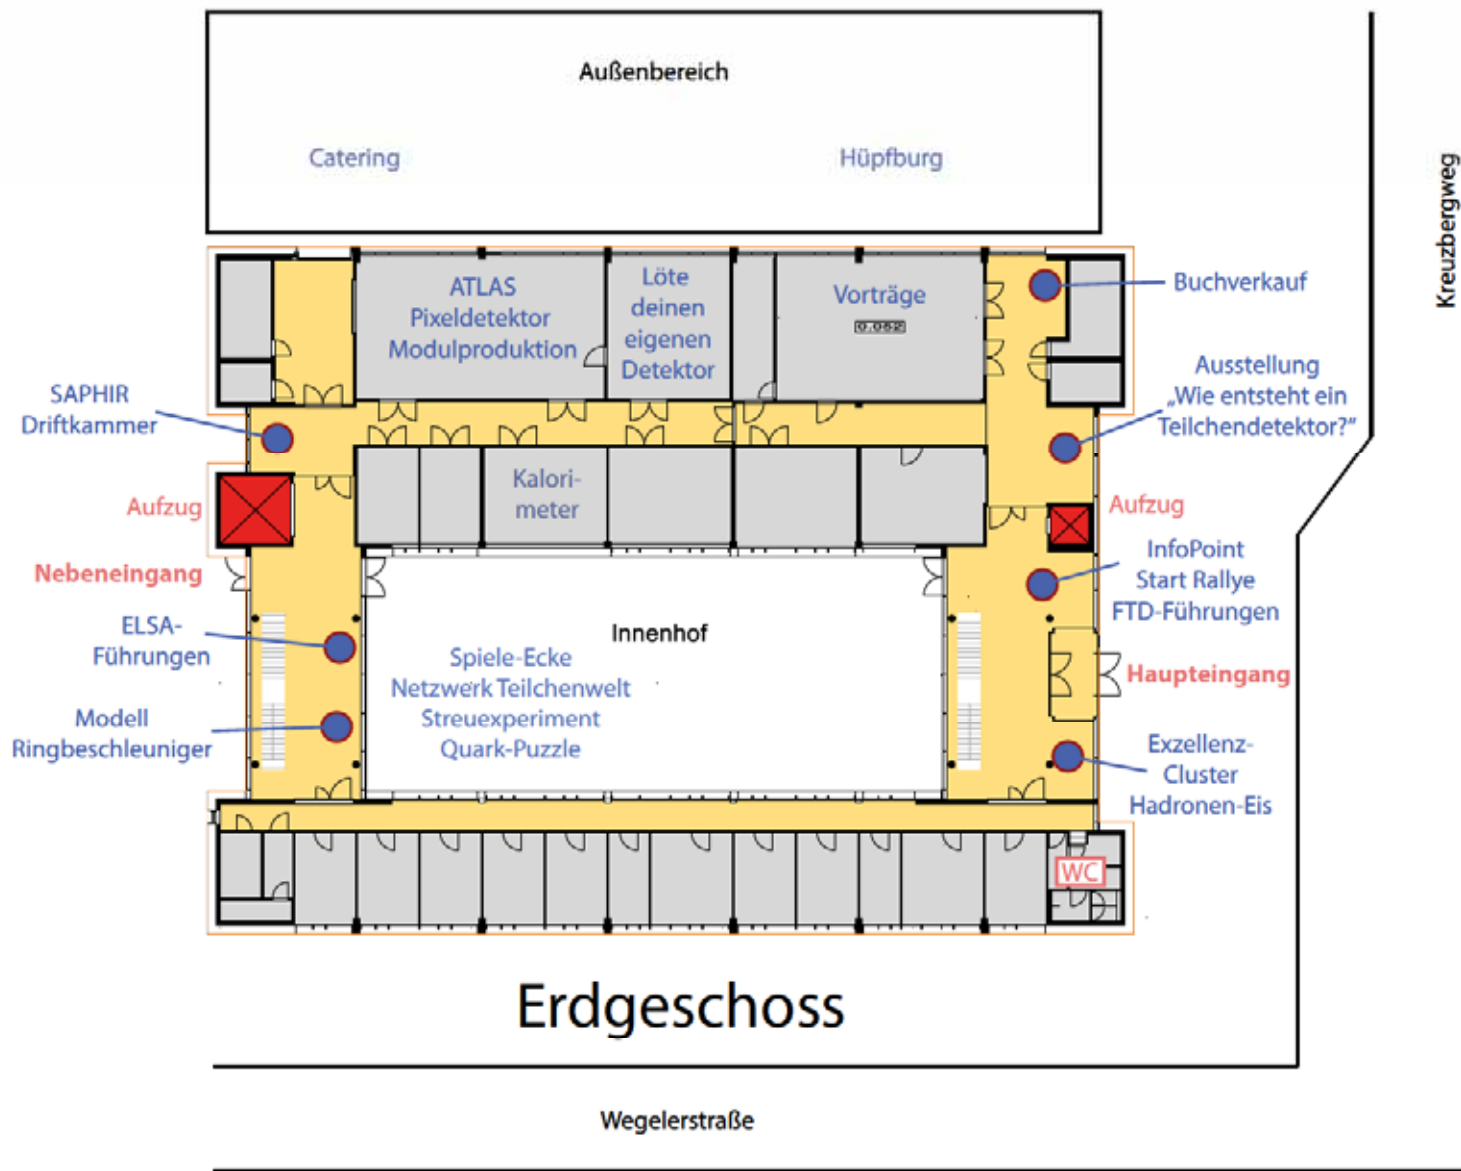 Außenbereich
Catering
Hüpfburg
Kreuzbergweg
ATLAS
Pixeldetektor
Modulproduktion
Löte
deinen
eigenen
Detektor
Vorträge
0.052
Buchverkauf
SAPHIR
Driftkammer
Ausstellung
„Wie entsteht ein
Teilchendetektor?“
Kalori-
meter
Aufzug
Aufzug
Nebeneingang
InfoPoint
Start Rallye
FTD-Führungen
ELSA-
Führungen
Innenhof
Spiele-Ecke
Netzwerk Teilchenwelt
Streuexperiment
Quark-Puzzle
Haupteingang
Modell
Ringbeschleuniger
Exzellenz-
Cluster
Hadronen-Eis
WC
Erdgeschoss
Wegelerstraße